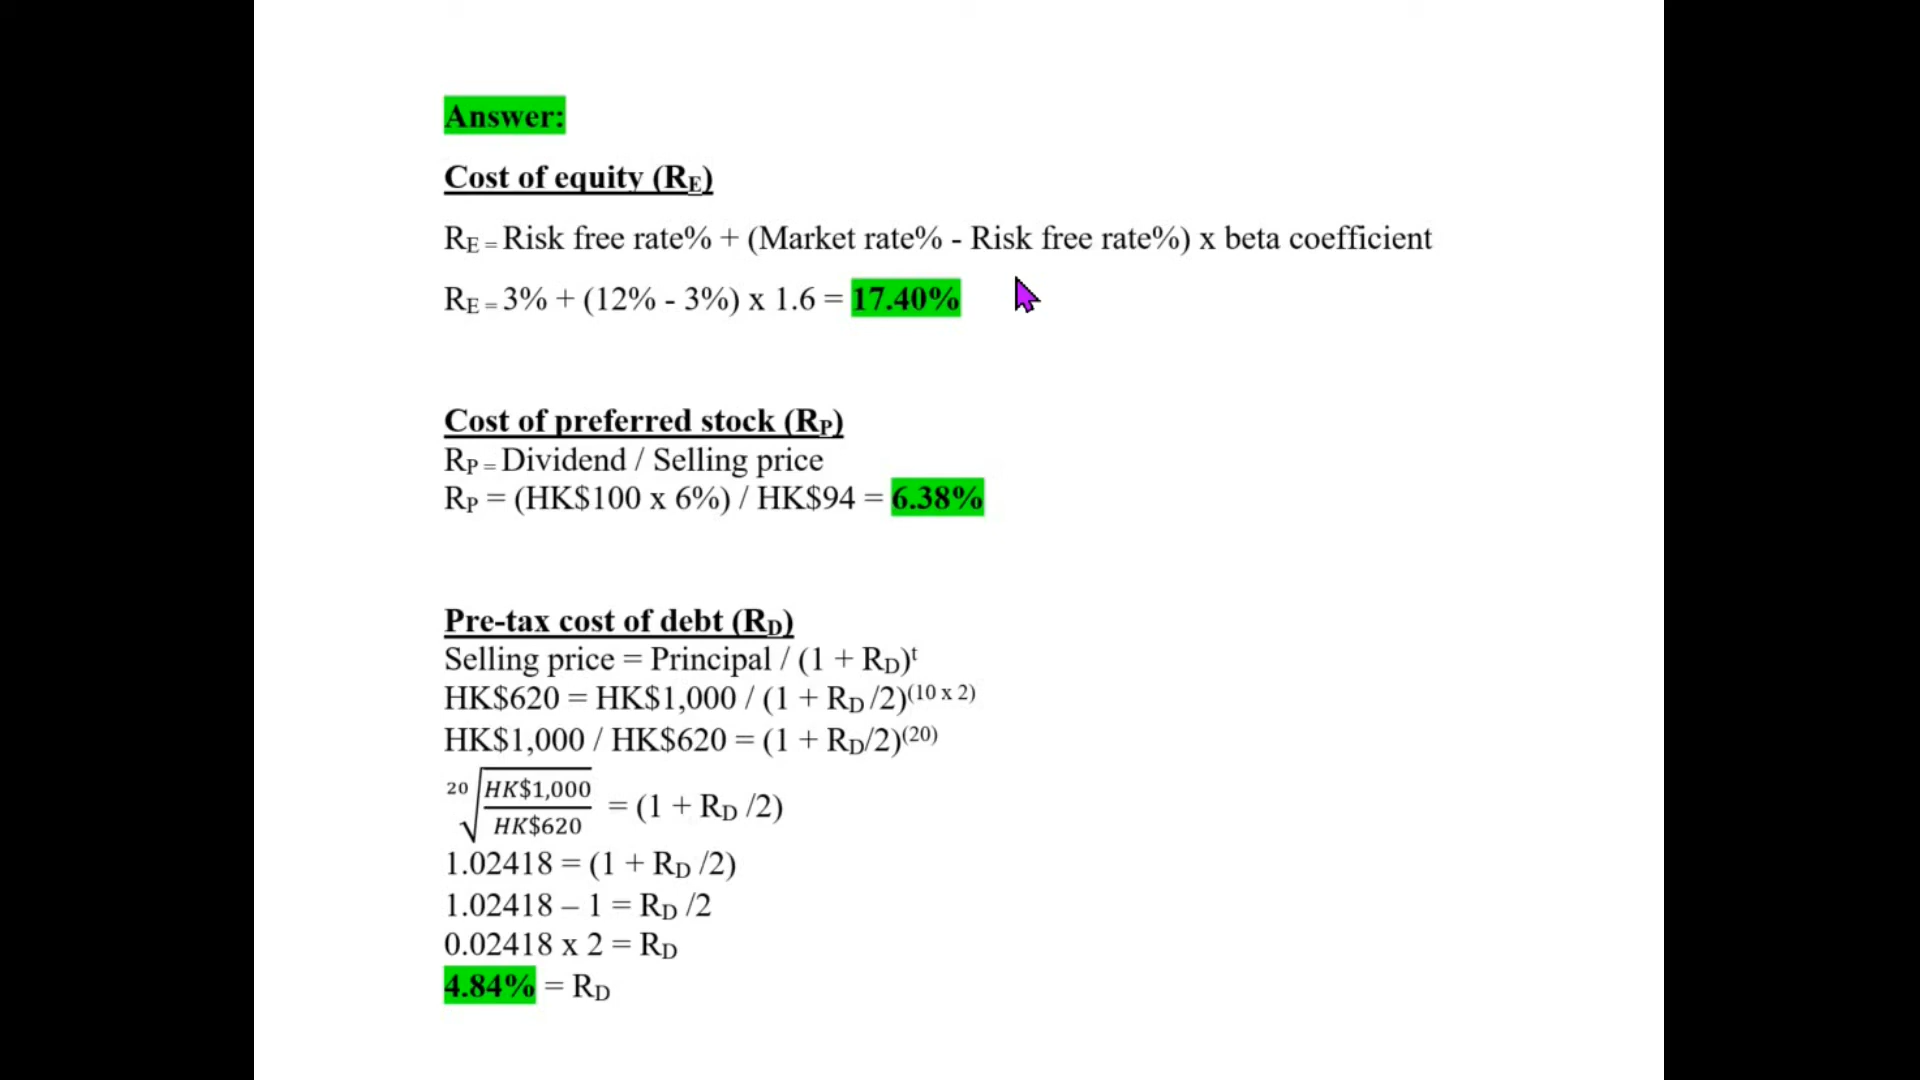 Answer:
Cost of equity (RE)
RE = Risk free rate% + (Market rate% - Risk free rate%) x beta coefficient
RE = 3% + (12% - 3%) x 1.6 = 17.40%
Cost of preferred stock (RP)
RP = Dividend / Selling price
RP = (HK$100 x 6%) / HK$94 = 6.38%
Pre-tax cost of debt (RD)
Selling price = Principal / (1 + RD)t
HK$620 = HK$1,000 / (1 + RD /2)(10 x 2)
HK$1,000 / HK$620 = (1 + RD/2)(20)
20√HK$1,000/HK$620 = (1 + RD /2)
1.02418 = (1 + RD /2)
1.02418 – 1 = RD /2
0.02418 x 2 = RD
4.84% = RD